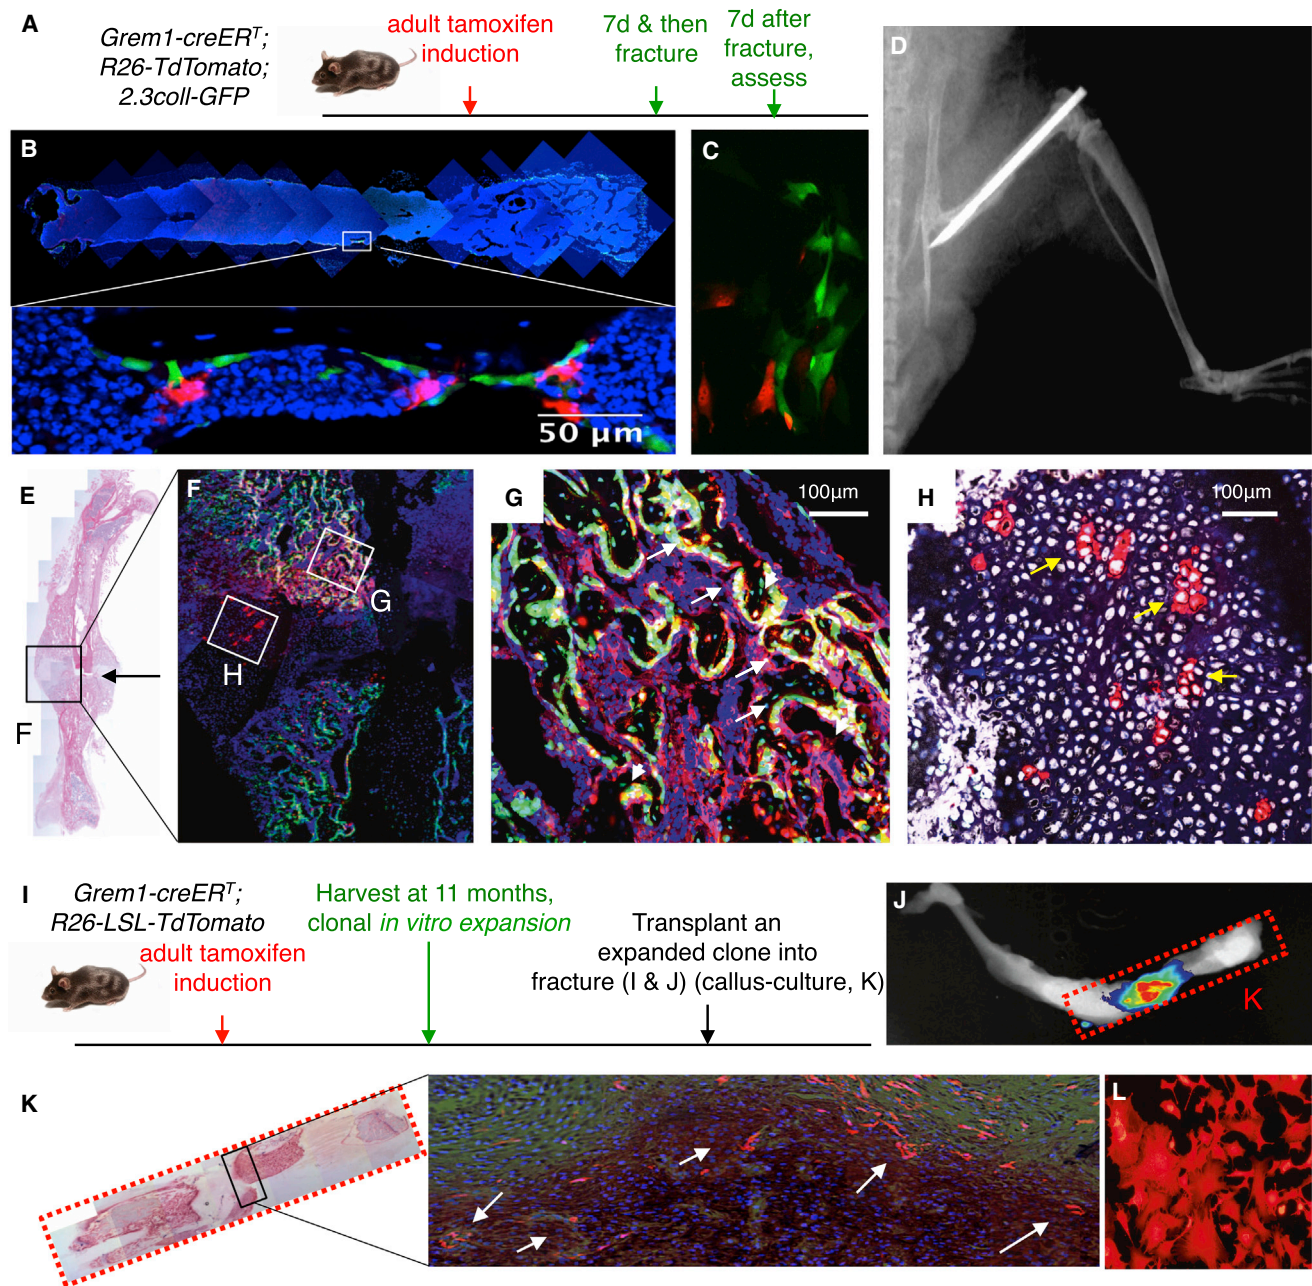 A
Grem1-creERT;
R26-TdTomato;
2.3coll-GFP
adult tamoxifen
induction
7d & then
fracture
7d after
fracture,
assess
B
50 μm
C
D
E
F
F
G
H
G
100μm
H
100μm
I
Grem1-creERT;
R26-LSL-TdTomato
adult tamoxifen
induction
Harvest at 11 months,
clonal in vitro expansion
Transplant an
expanded clone into
fracture (I & J) (callus-culture, K)
J
K
K
L